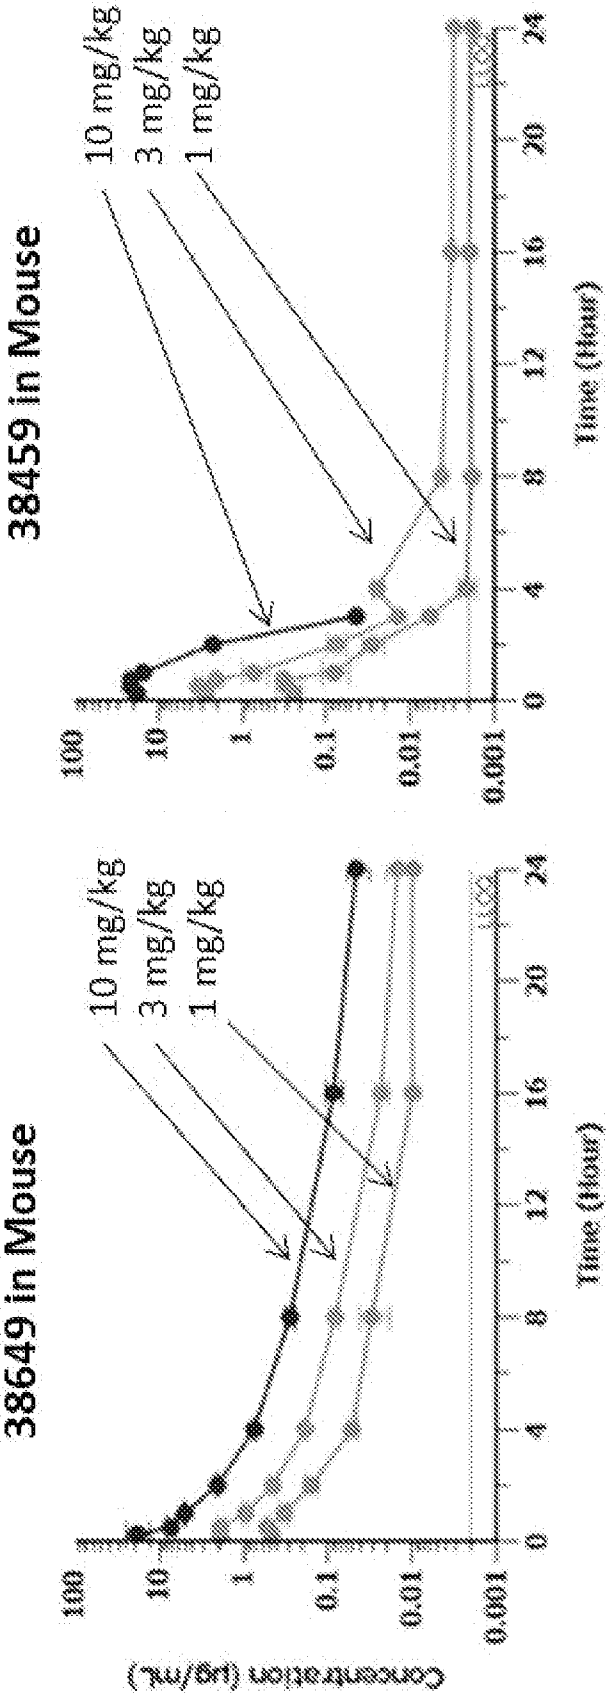 38649 in Mouse
Concentration (µg/mL)
100
10
1
0.1
0.01
0.001
10 mg/kg
3 mg/kg
1 mg/kg
LLOQ
0 4 8 12 16 20 24
Time (Hour)
38459 in Mouse
100
10
1
0.1
0.01
0.001
10 mg/kg
3 mg/kg
1 mg/kg
LLOQ
0 4 8 12 16 20 24
Time (Hour)